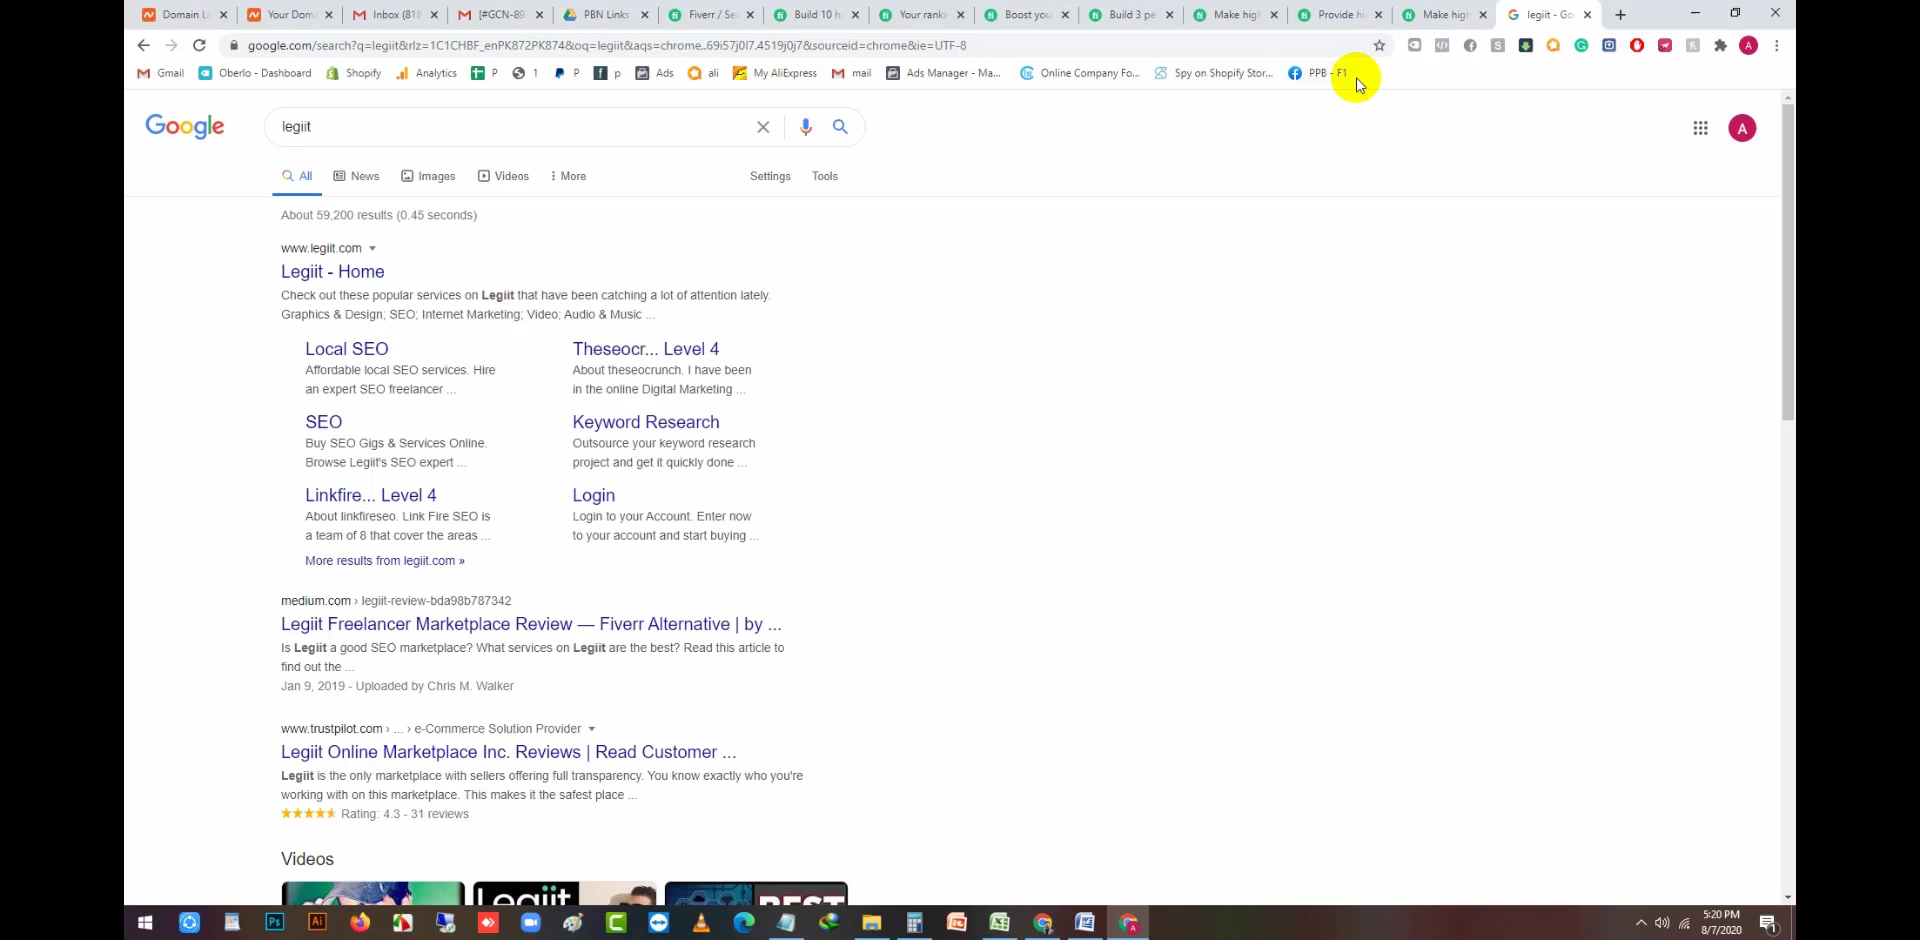 Domain Li Your Dom Inbox (818 [#GCN-89 PBN Links Fiverr / Se Build 10 h Your ranki Boost you Build 3 pe Make high Provide hi Make high legiit - Go
google.com/search?q=legiit&rlz=1C1CHBF_enPK872PK874&oq=legiit&aqs=chrome..69i57j0l7.4519j0j7&sourceid=chrome&ie=UTF-8
Gmail Oberlo - Dashboard Shopify Analytics P 1 P p Ads ali My AliExpress mail Ads Manager - Ma... Online Company Fo... Spy on Shopify Stor... PPB - F1
Google legiit A
All News Images Videos More Settings Tools
About 59,200 results (0.45 seconds)
www.legiit.com
Legiit - Home
Check out these popular services on Legiit that have been catching a lot of attention lately.
Graphics & Design; SEO; Internet Marketing; Video; Audio & Music ...
Local SEO
Affordable local SEO services. Hire
an expert SEO freelancer ...
Theseocr... Level 4
About theseocrunch. I have been
in the online Digital Marketing ...
SEO
Buy SEO Gigs & Services Online.
Browse Legiit's SEO expert ...
Keyword Research
Outsource your keyword research
project and get it quickly done ...
Linkfire... Level 4
About linkfireseo. Link Fire SEO is
a team of 8 that cover the areas ...
Login
Login to your Account. Enter now
to your account and start buying ...
More results from legiit.com »
medium.com › legiit-review-bda98b787342
Legiit Freelancer Marketplace Review — Fiverr Alternative | by ...
Is Legiit a good SEO marketplace? What services on Legiit are the best? Read this article to
find out the ...
Jan 9, 2019 - Uploaded by Chris M. Walker
www.trustpilot.com › ... › e-Commerce Solution Provider
Legiit Online Marketplace Inc. Reviews | Read Customer ...
Legiit is the only marketplace with sellers offering full transparency. You know exactly who you're
working with on this marketplace. This makes it the safest place ...
Rating: 4.3 - 31 reviews
Videos
Legiit BEST
5:20 PM
8/7/2020